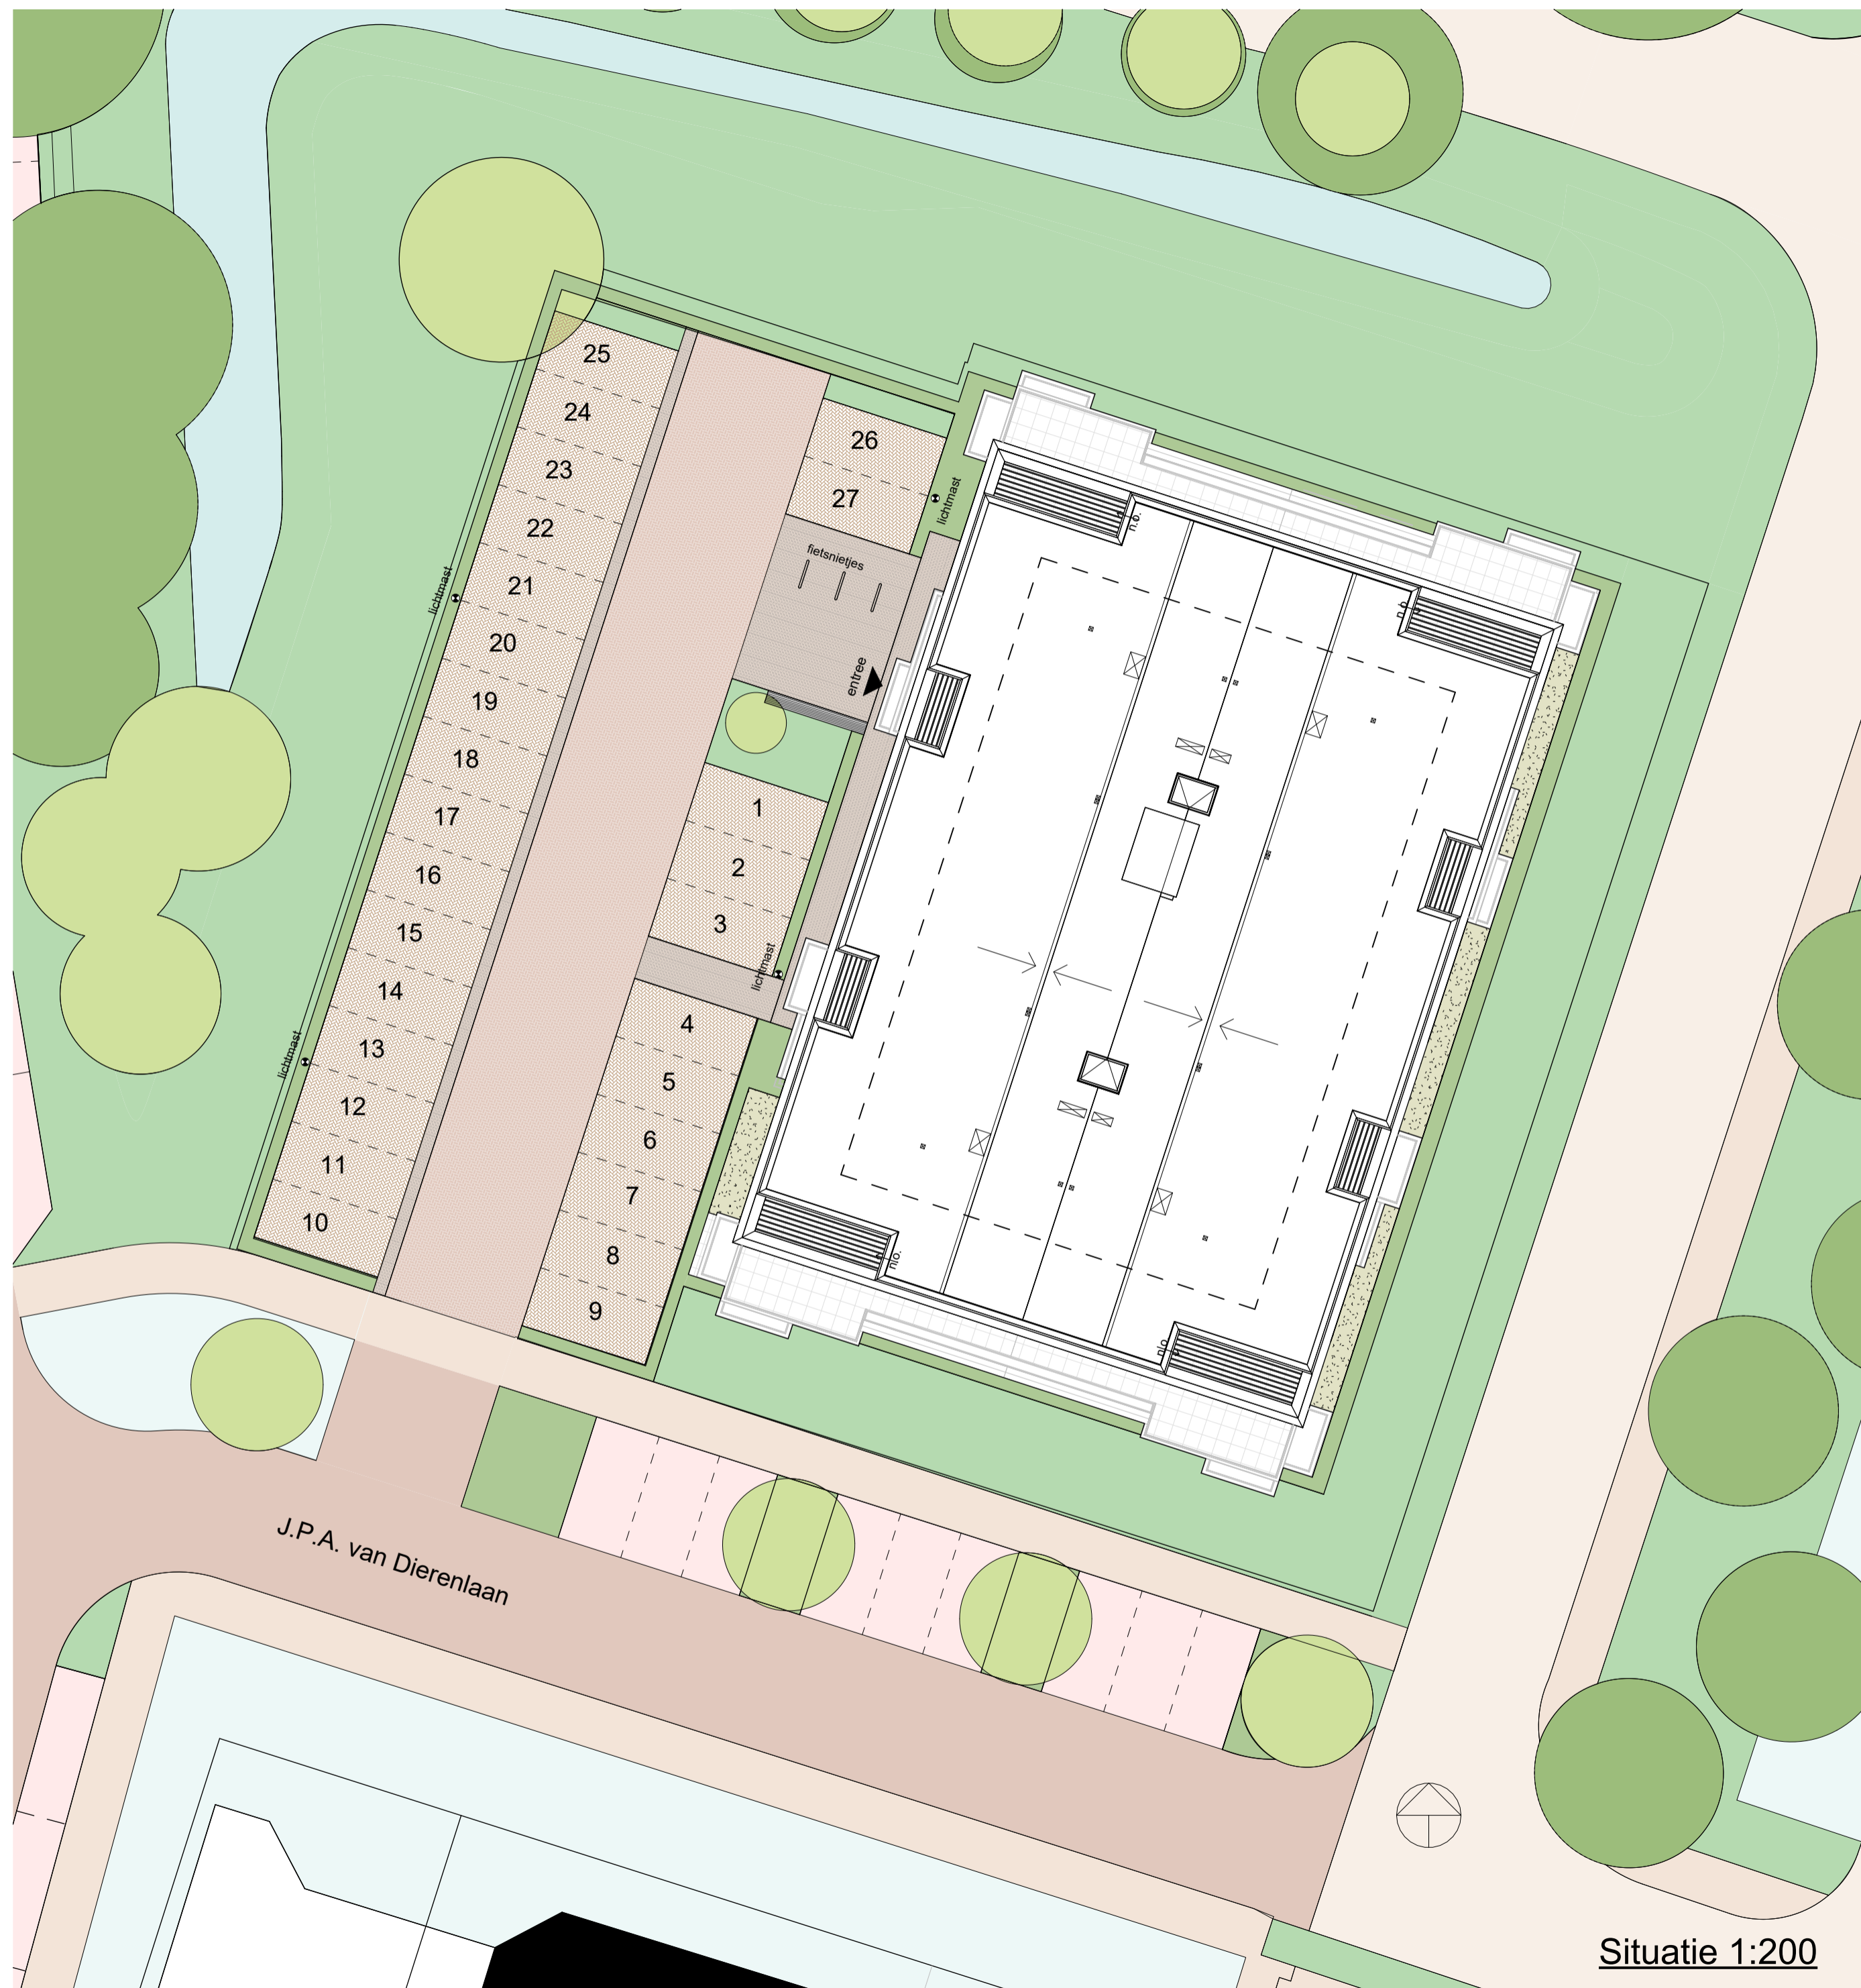 25
24
26
23
27
lichtmast
n.o.
22
fietsnietjes
21
lichtmast
n.o.
20
entree
19
18
1
17
2
16
3
15
lichtmast
14
4
13
lichtmast
5
12
6
11
7
10
8
n.o.
9
n.o.
J.P.A. van Dierenlaan
Situatie 1:200